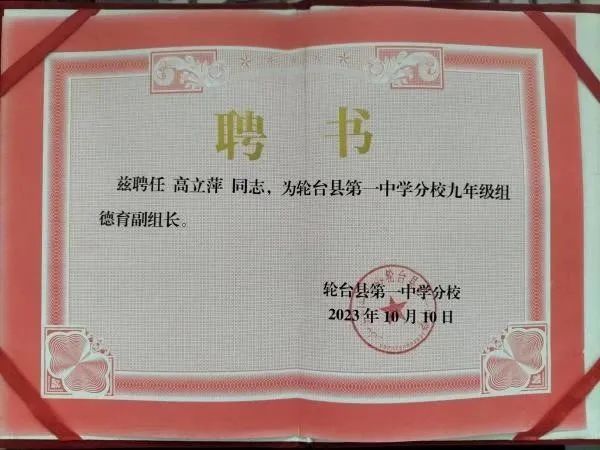 聘 书
兹聘任 高立萍 同志，为轮台县第一中学分校九年级组
德育副组长。
轮台县第一中学分校
2023年10月10日